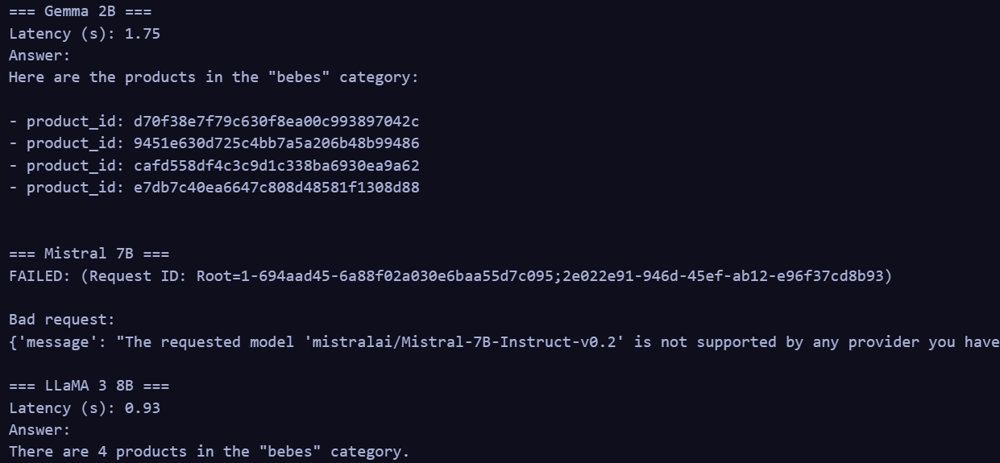 === Gemma 2B ===
Latency (s): 1.75
Answer:
Here are the products in the "bebes" category:
- product_id: d70f38e7f79c630f8ea00c993897042c
- product_id: 9451e630d725c4bb7a5a206b48b99486
- product_id: cafd558df4c3c9d1c338ba6930ea9a62
- product_id: e7db7c40ea6647c808d48581f1308d88
=== Mistral 7B ===
FAILED: (Request ID: Root=1-694aad45-6a88f02a030e6baa55d7c095;2e022e91-946d-45ef-ab12-e96f37cd8b93)
Bad request:
{'message': "The requested model 'mistralai/Mistral-7B-Instruct-v0.2' is not supported by any provider you have
=== LLaMA 3 8B ===
Latency (s): 0.93
Answer:
There are 4 products in the "bebes" category.